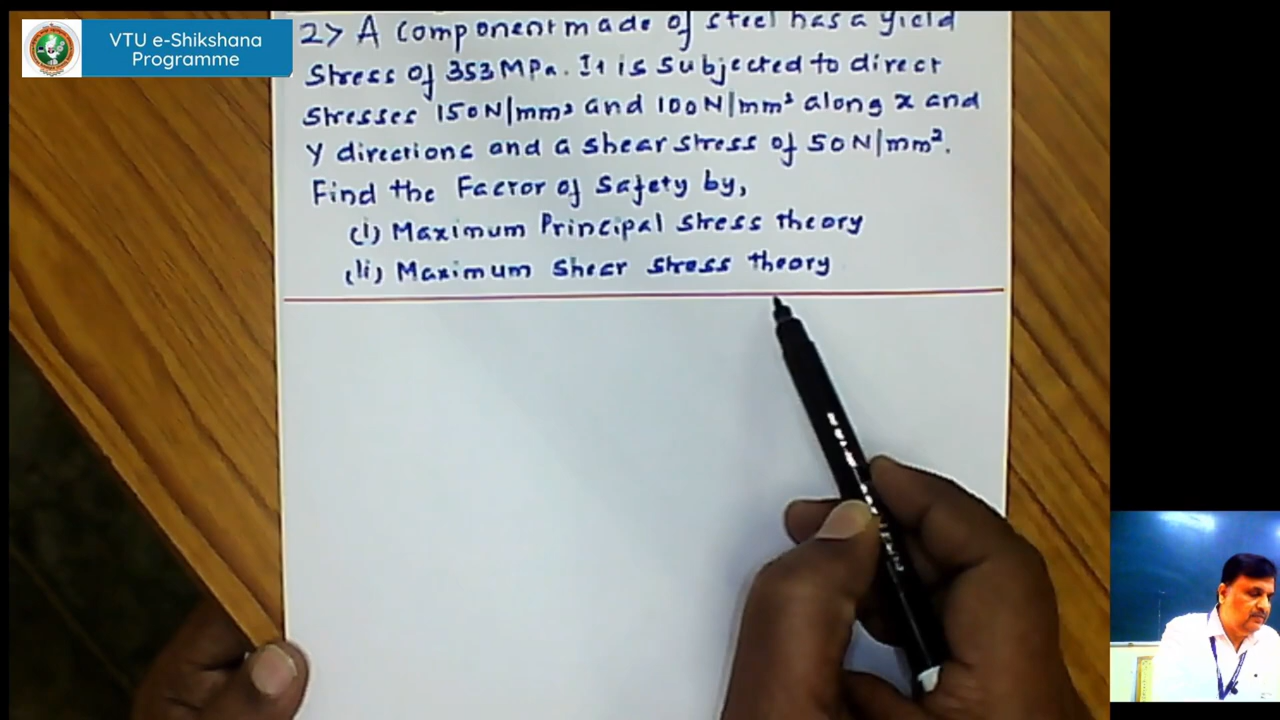 VTU e-Shikshana
Programme
2> A component made of steel has a yield
Stress of 353 MPa. It is subjected to direct
Stresses 150N/mm² and 100N/mm² along x and
Y directions and a shear stress of 50N/mm².
Find the Factor of Safety by,
(i) Maximum Principal stress theory
(ii) Maximum Shear stress theory